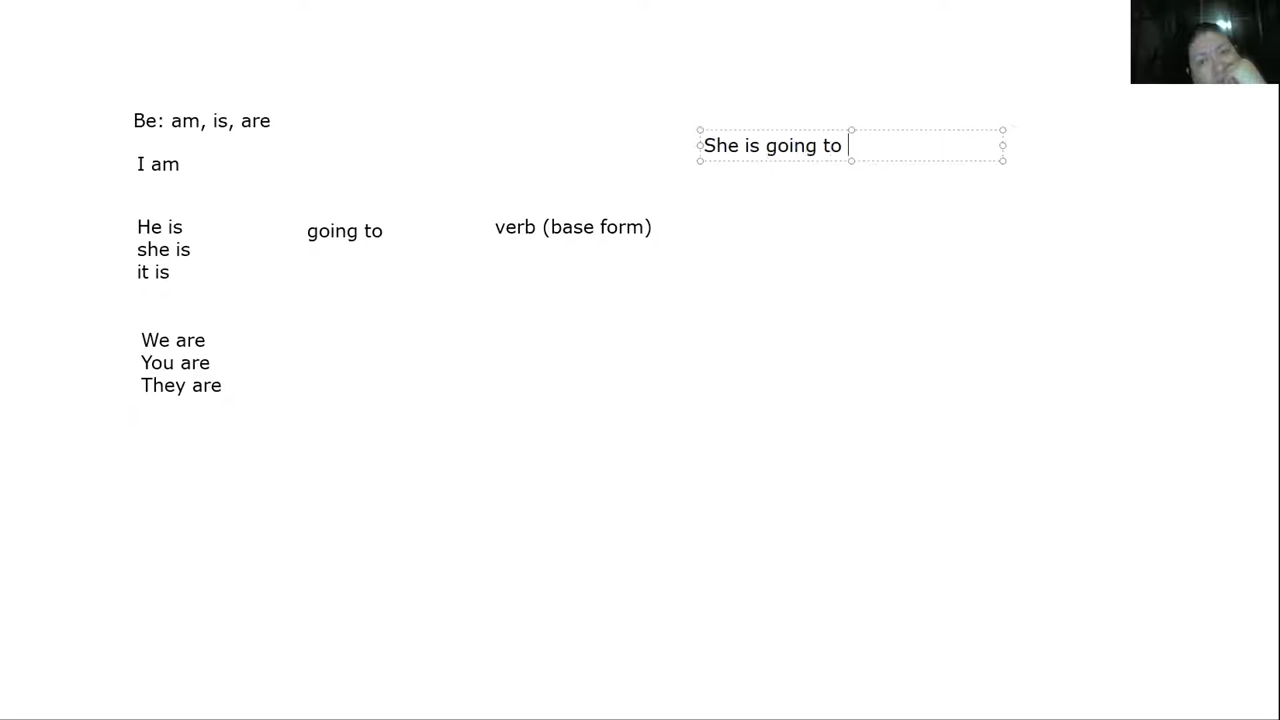 Be: am, is, are
She is going to
I am
He is
she is
it is
going to
verb (base form)
We are
You are
They are